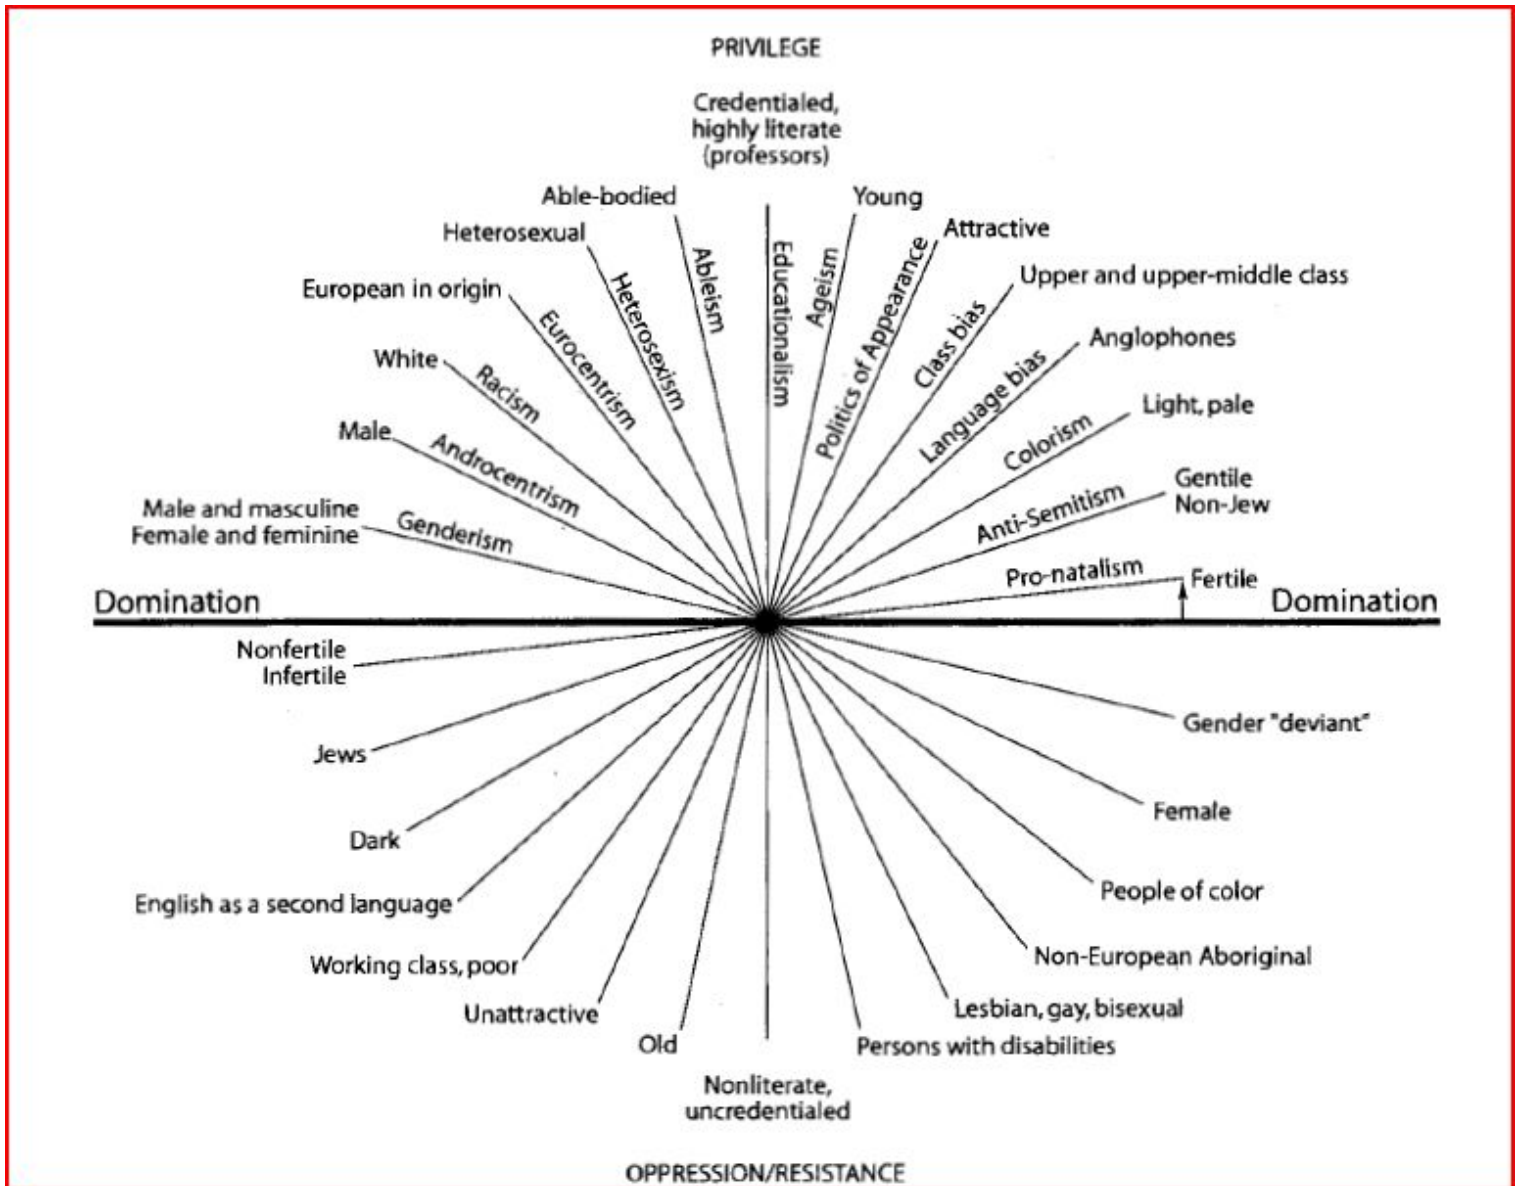 PRIVILEGE
Credentialed,
highly literate
(professors)
Able-bodied
Young
Heterosexual
Attractive
European in origin
Upper and upper-middle class
White
Anglophones
Male
Light, pale
Male and masculine
Female and feminine
Gentile
Non-Jew
Fertile
Genderism
Androcentrism
Racism
Eurocentrism
Heterosexism
Ableism
Educationalism
Ageism
Politics of Appearance
Class bias
Language bias
Colorism
Anti-Semitism
Pro-natalism
Domination
Domination
Nonfertile
Infertile
Gender "deviant"
Jews
Female
Dark
People of color
English as a second language
Non-European Aboriginal
Working class, poor
Lesbian, gay, bisexual
Unattractive
Persons with disabilities
Old
Nonliterate,
uncredentialed
OPPRESSION/RESISTANCE